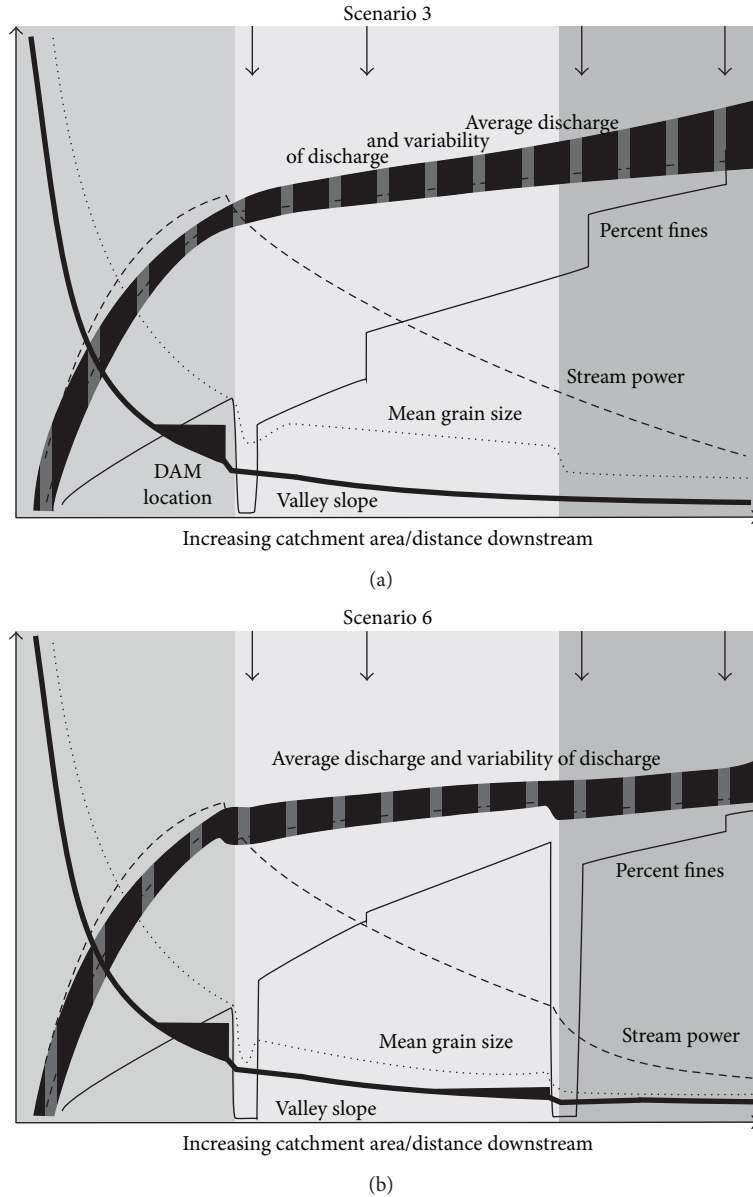 Scenario 3
Average discharge
and variability
of discharge
Percent fines
Stream power
Mean grain size
DAM
location
Valley slope
Increasing catchment area/distance downstream
(a)
Scenario 6
Average discharge and variability of discharge
Percent fines
Stream power
Mean grain size
Valley slope
Increasing catchment area/distance downstream
(b)